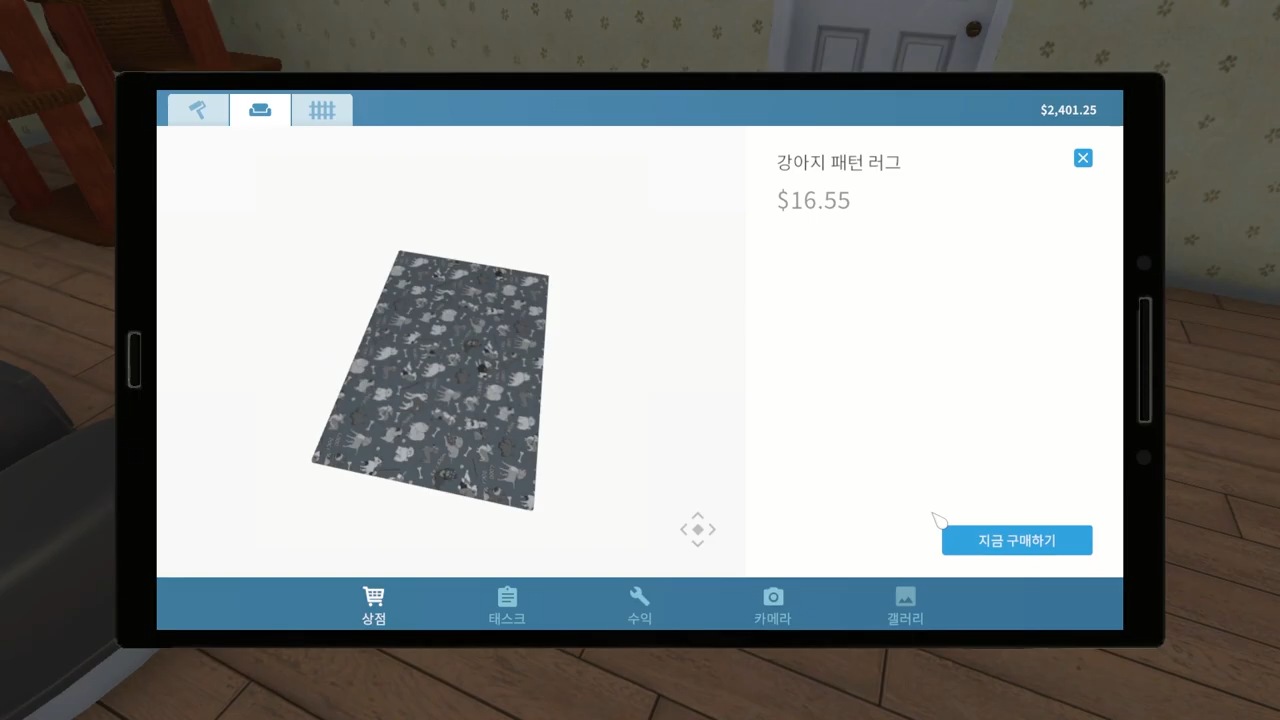 $2,401.25
강아지 패턴 러그
$16.55
지금 구매하기
상점
태스크
수익
카메라
갤러리